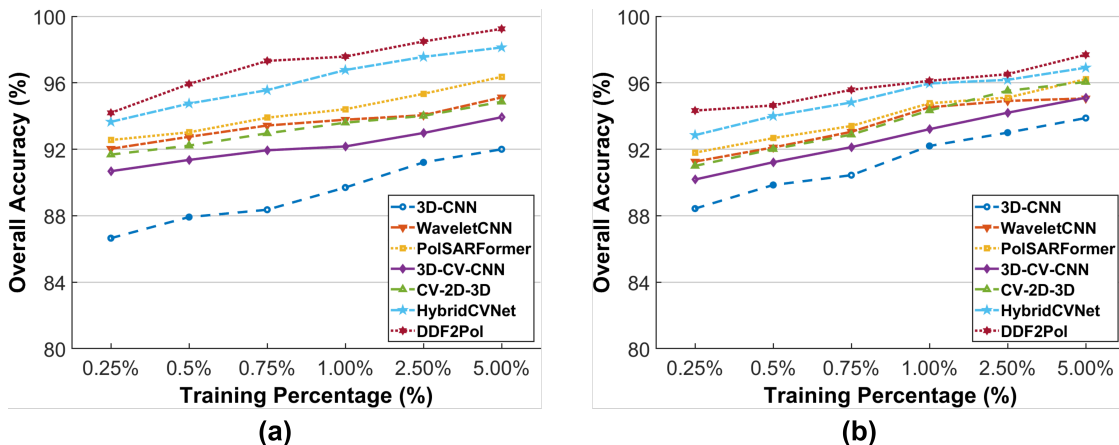 100
96
92
88
84
80
Overall Accuracy (%)
3D-CNN
WaveletCNN
PolSARFormer
3D-CV-CNN
CV-2D-3D
HybridCVNet
DDF2Pol
0.25% 0.5% 0.75% 1.00% 2.50% 5.00%
Training Percentage (%)
(a)
100
96
92
88
84
80
Overall Accuracy (%)
3D-CNN
WaveletCNN
PolSARFormer
3D-CV-CNN
CV-2D-3D
HybridCVNet
DDF2Pol
0.25% 0.5% 0.75% 1.00% 2.50% 5.00%
Training Percentage (%)
(b)